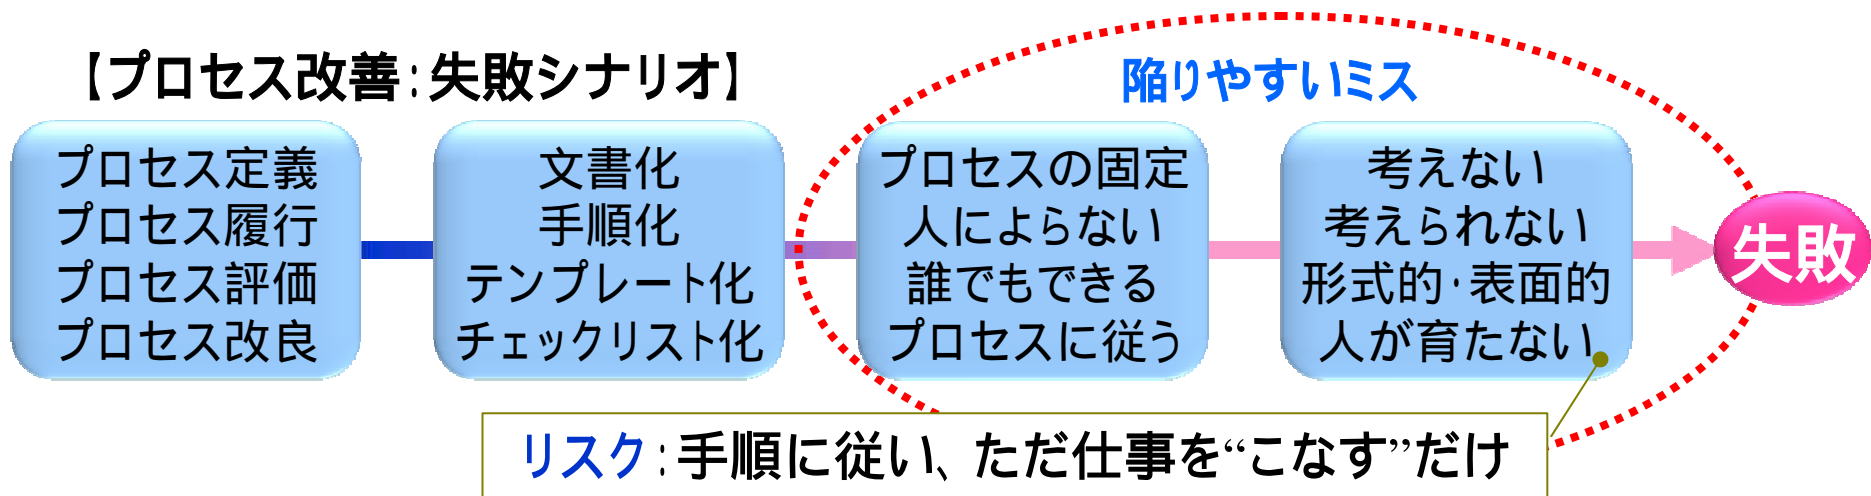 【プロセス改善:失敗シナリオ】
陥りやすいミス
プロセス定義
プロセス履行
プロセス評価
プロセス改良
文書化
手順化
テンプレート化
チェックリスト化
プロセスの固定
人によらない
誰でもできる
プロセスに従う
考えない
考えられない
形式的・表面的
人が育たない
失敗
リスク:手順に従い、ただ仕事を“こなす”だけ